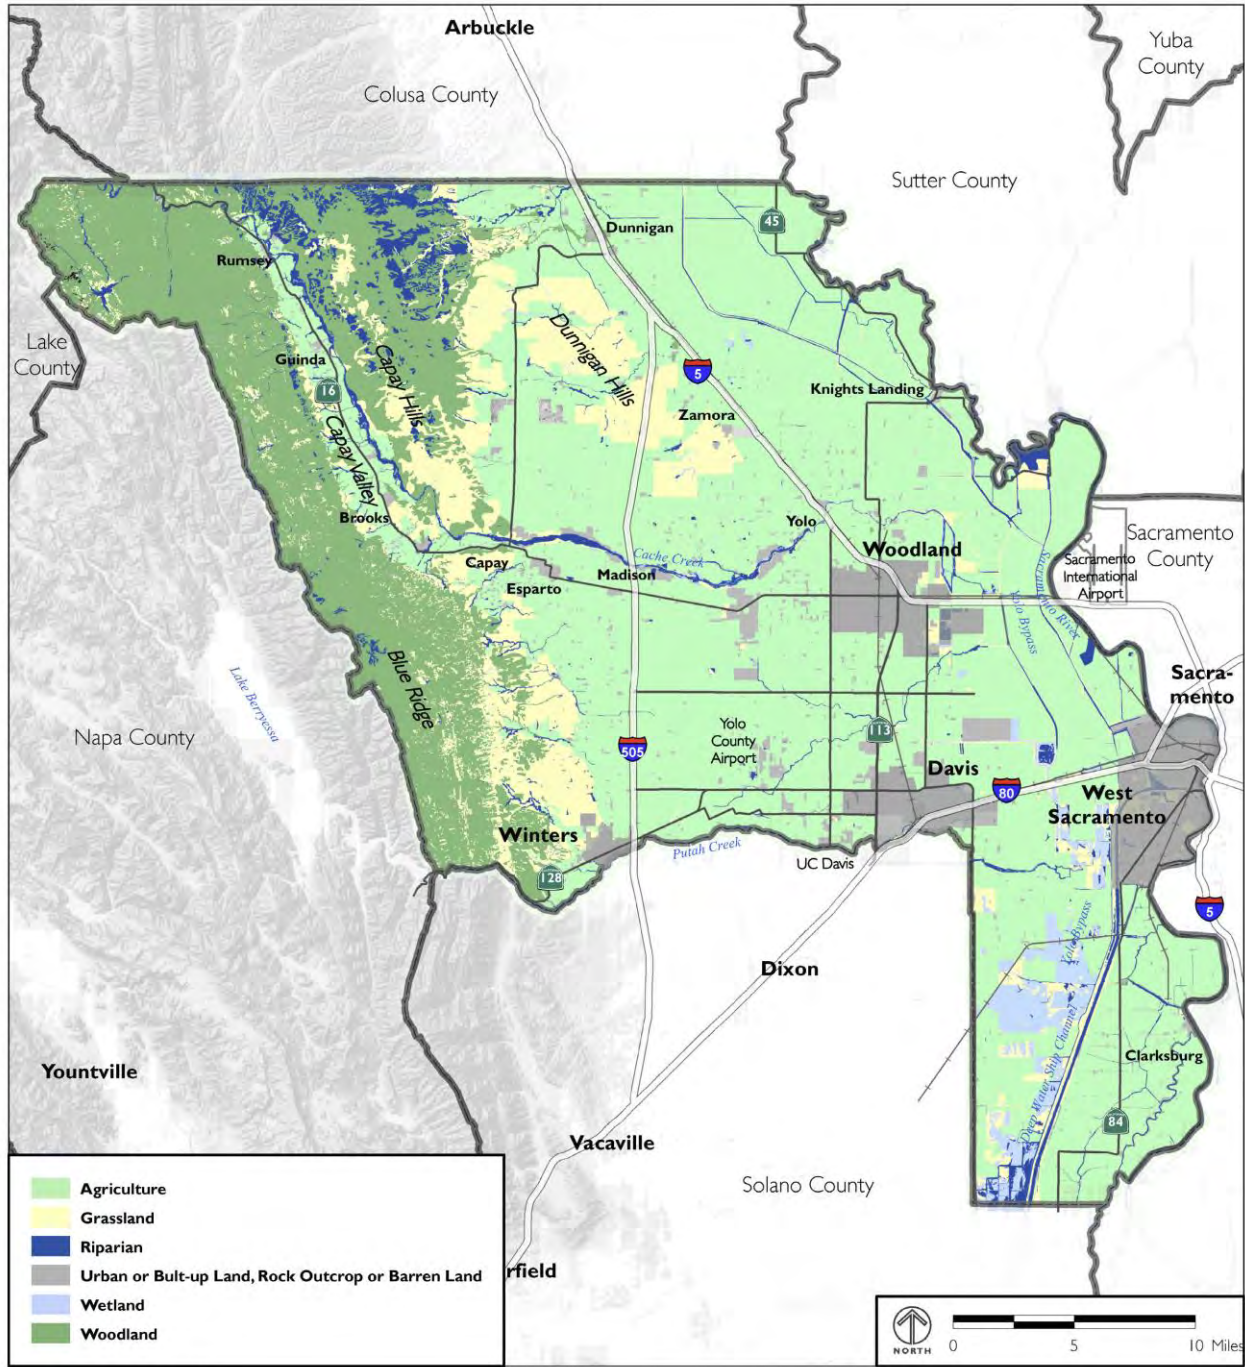 Arbuckle
Yuba
County
Colusa County
Sutter County
45
Dunnigan
Rumsey
Lake
County
Dunnigan Hills
Guinda
Capay Hills
5
16
Knights Landing
Zamora
Capay Valley
Brooks
Yolo
Woodland
Sacramento
County
Cache Creek
Capay
Madison
Sacramento
International
Airport
Esparto
Sacramento River
Yolo Bypass
Blue Ridge
Lake Berryessa
Sacra-
mento
Napa County
Yolo
County
Airport
113
505
Davis
80
West
Sacramento
Winters
Putah Creek
UC Davis
128
5
Yolo Bypass
Dixon
Deep Water Ship Channel
Clarksburg
Yountville
84
Vacaville
Solano County
rfield
Agriculture
Grassland
Riparian
Urban or Bult-up Land, Rock Outcrop or Barren Land
Wetland
Woodland
NORTH
0 5 10 Miles